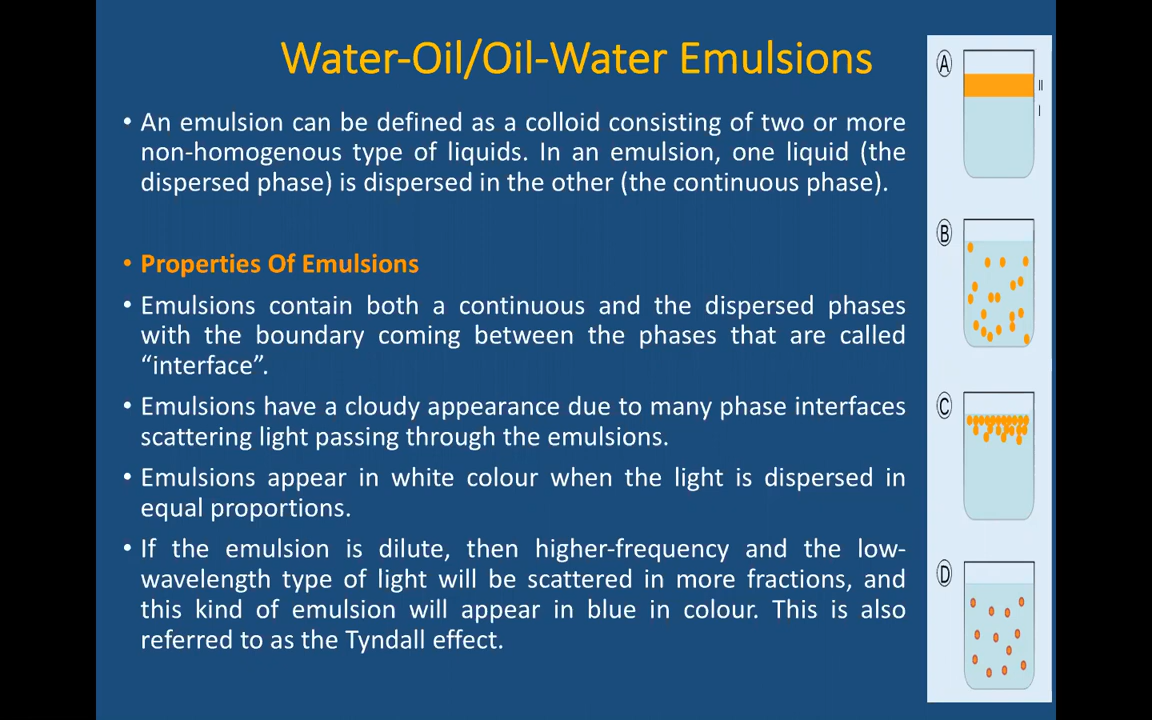 Water-Oil/Oil-Water Emulsions
• An emulsion can be defined as a colloid consisting of two or more
non-homogenous type of liquids. In an emulsion, one liquid (the
dispersed phase) is dispersed in the other (the continuous phase).
• Properties Of Emulsions
• Emulsions contain both a continuous and the dispersed phases
with the boundary coming between the phases that are called
“interface”.
• Emulsions have a cloudy appearance due to many phase interfaces
scattering light passing through the emulsions.
• Emulsions appear in white colour when the light is dispersed in
equal proportions.
• If the emulsion is dilute, then higher-frequency and the low-
wavelength type of light will be scattered in more fractions, and
this kind of emulsion will appear in blue in colour. This is also
referred to as the Tyndall effect.
A
II
I
B
C
D